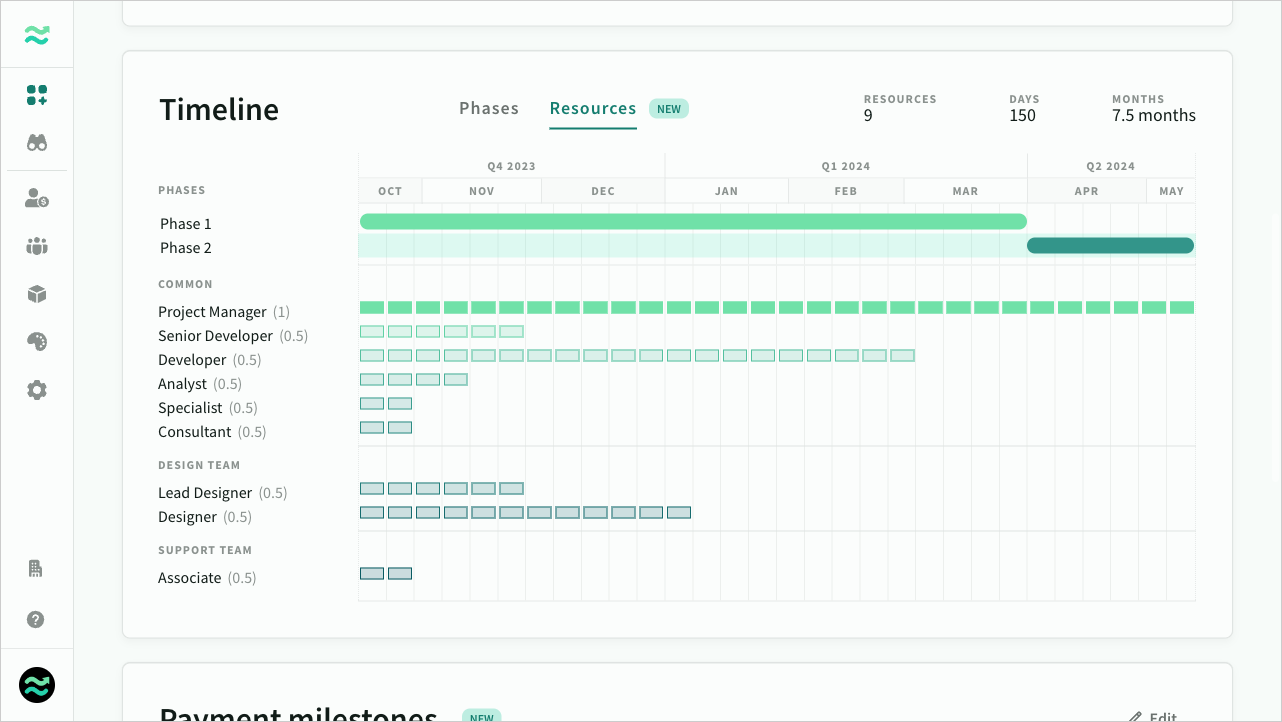 Timeline
Phases Resources NEW
RESOURCES DAYS MONTHS
9 150 7.5 months
Q4 2023 Q1 2024 Q2 2024
PHASES OCT NOV DEC JAN FEB MAR APR MAY
Phase 1
Phase 2
COMMON
Project Manager (1)
Senior Developer (0.5)
Developer (0.5)
Analyst (0.5)
Specialist (0.5)
Consultant (0.5)
DESIGN TEAM
Lead Designer (0.5)
Designer (0.5)
SUPPORT TEAM
Associate (0.5)
Payment milestones NEW Edit